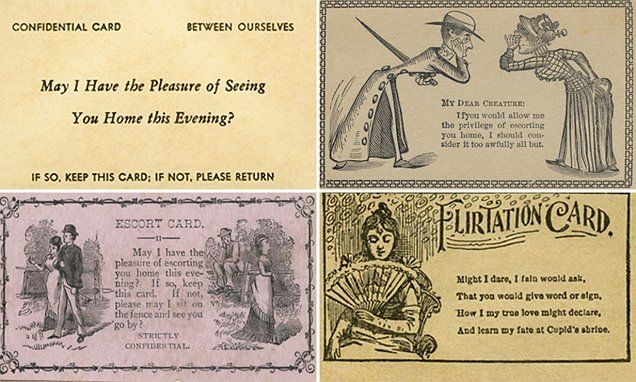 CONFIDENTIAL CARD BETWEEN OURSELVES
May I Have the Pleasure of Seeing
You Home this Evening?
IF SO, KEEP THIS CARD; IF NOT, PLEASE RETURN
MY DEAR CREATURE:
Ifyou would allow me
the privilege of escorting
you home, I should con-
sider it too awfully all but.
ESCORT CARD.
11
May I have the
pleasure of escorting
you home this eve-
ning? If so, keep
this card. If not,
please may I sit on
the fence and see you
go by?
STRICTLY
CONFIDENTIAL.
FLIRTATION CARD.
Might I dare, I fain would ask,
That you would give word or sign,
How I my true love might declare,
And learn my fate at Cupid's shrine.